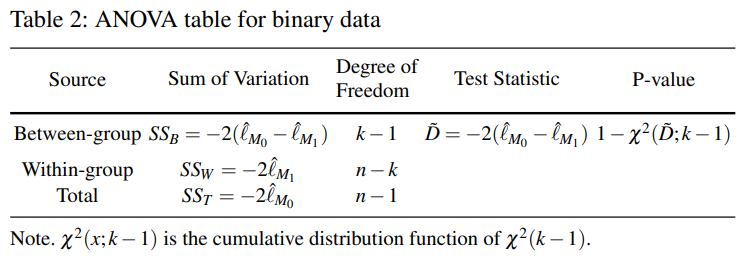 Table 2: ANOVA table for binary data
Source Sum of Variation Degree of Freedom Test Statistic P-value
Between-group $SS_B = -2(\hat{\ell}_{M_0} - \hat{\ell}_{M_1})$ $k-1$ $\tilde{D} = -2(\hat{\ell}_{M_0} - \hat{\ell}_{M_1})$ $1 - \chi^2(\tilde{D}; k-1)$
Within-group $SS_W = -2\hat{\ell}_{M_1}$ $n-k$
Total $SS_T = -2\hat{\ell}_{M_0}$ $n-1$
Note. $\chi^2(x; k-1)$ is the cumulative distribution function of $\chi^2(k-1)$.